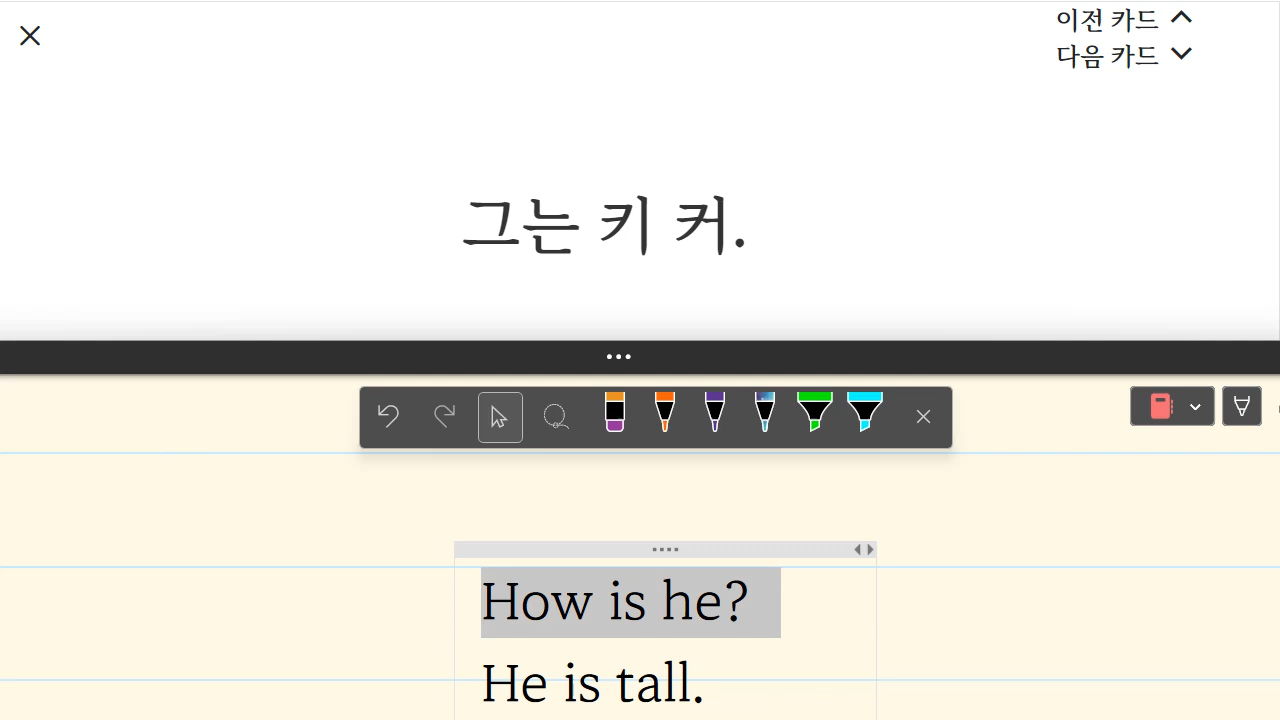 이전 카드
다음 카드
그는 키 커.
How is he?
He is tall.